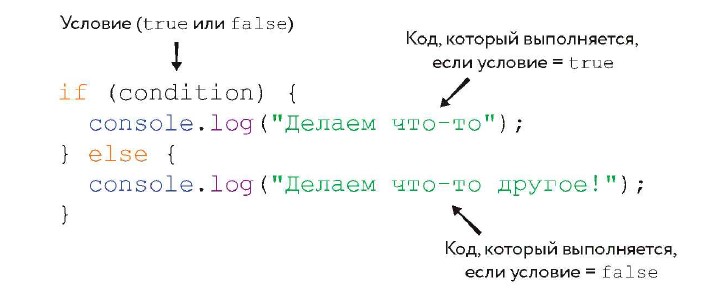 Условие (true или false)
Код, который выполняется,
если условие = true
if (condition) {
console.log("Делаем что-то");
} else {
console.log("Делаем что-то другое!");
}
Код, который выполняется,
если условие = false